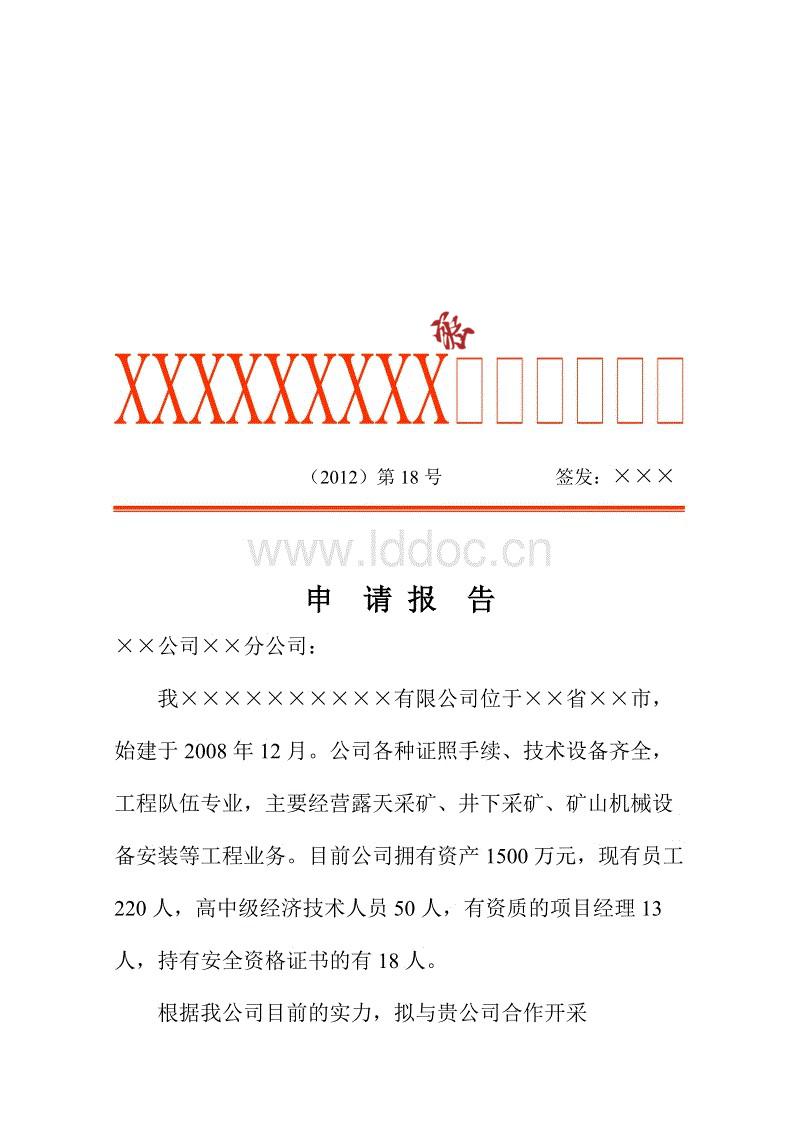 XXXXXXXXX□□□□□□
（2012）第 18 号 签发：×××
www.lddoc.cn
申 请 报 告
××公司××分公司：
我××××××××××有限公司位于××省××市，
始建于 2008 年 12 月。公司各种证照手续、技术设备齐全，
工程队伍专业，主要经营露天采矿、井下采矿、矿山机械设
备安装等工程业务。目前公司拥有资产 1500 万元，现有员工
220 人，高中级经济技术人员 50 人，有资质的项目经理 13
人，持有安全资格证书的有 18 人。
根据我公司目前的实力，拟与贵公司合作开采